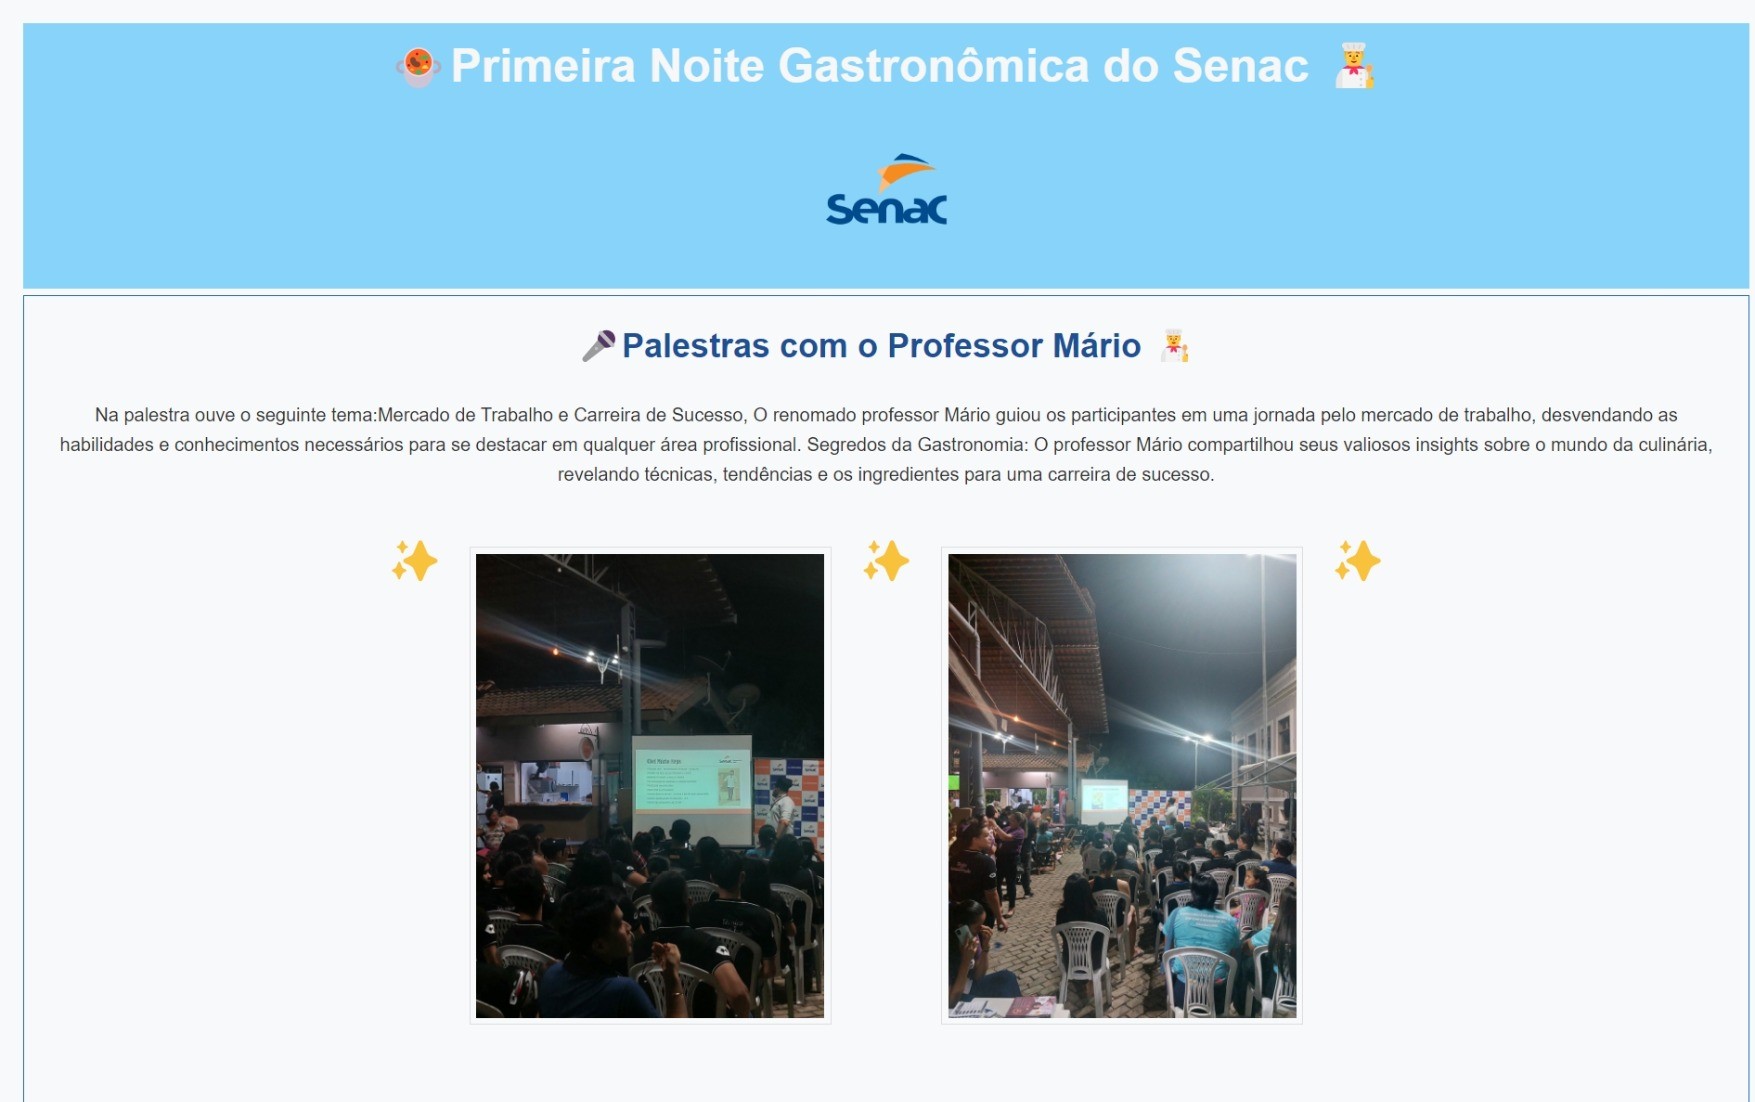 Primeira Noite Gastronômica do Senac
Senac
Palestras com o Professor Mário
Na palestra ouve o seguinte tema:Mercado de Trabalho e Carreira de Sucesso, O renomado professor Mário guiou os participantes em uma jornada pelo mercado de trabalho, desvendando as
habilidades e conhecimentos necessários para se destacar em qualquer área profissional. Segredos da Gastronomia: O professor Mário compartilhou seus valiosos insights sobre o mundo da culinária,
revelando técnicas, tendências e os ingredientes para uma carreira de sucesso.
Senac